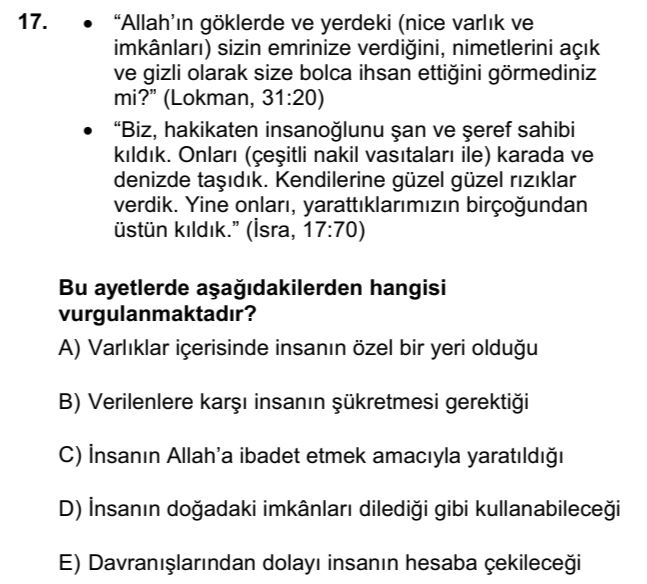 17. • “Allah’ın göklerde ve yerdeki (nice varlık ve
imkânları) sizin emrinize verdiğini, nimetlerini açık
ve gizli olarak size bolca ihsan ettiğini görmediniz
mi?” (Lokman, 31:20)
• “Biz, hakikaten insanoğlunu şan ve şeref sahibi
kıldık. Onları (çeşitli nakil vasıtaları ile) karada ve
denizde taşıdık. Kendilerine güzel güzel rızıklar
verdik. Yine onları, yarattıklarımızın birçoğundan
üstün kıldık.” (İsra, 17:70)
Bu ayetlerde aşağıdakilerden hangisi
vurgulanmaktadır?
A) Varlıklar içerisinde insanın özel bir yeri olduğu
B) Verilenlere karşı insanın şükretmesi gerektiği
C) İnsanın Allah’a ibadet etmek amacıyla yaratıldığı
D) İnsanın doğadaki imkânları dilediği gibi kullanabileceği
E) Davranışlarından dolayı insanın hesaba çekileceği